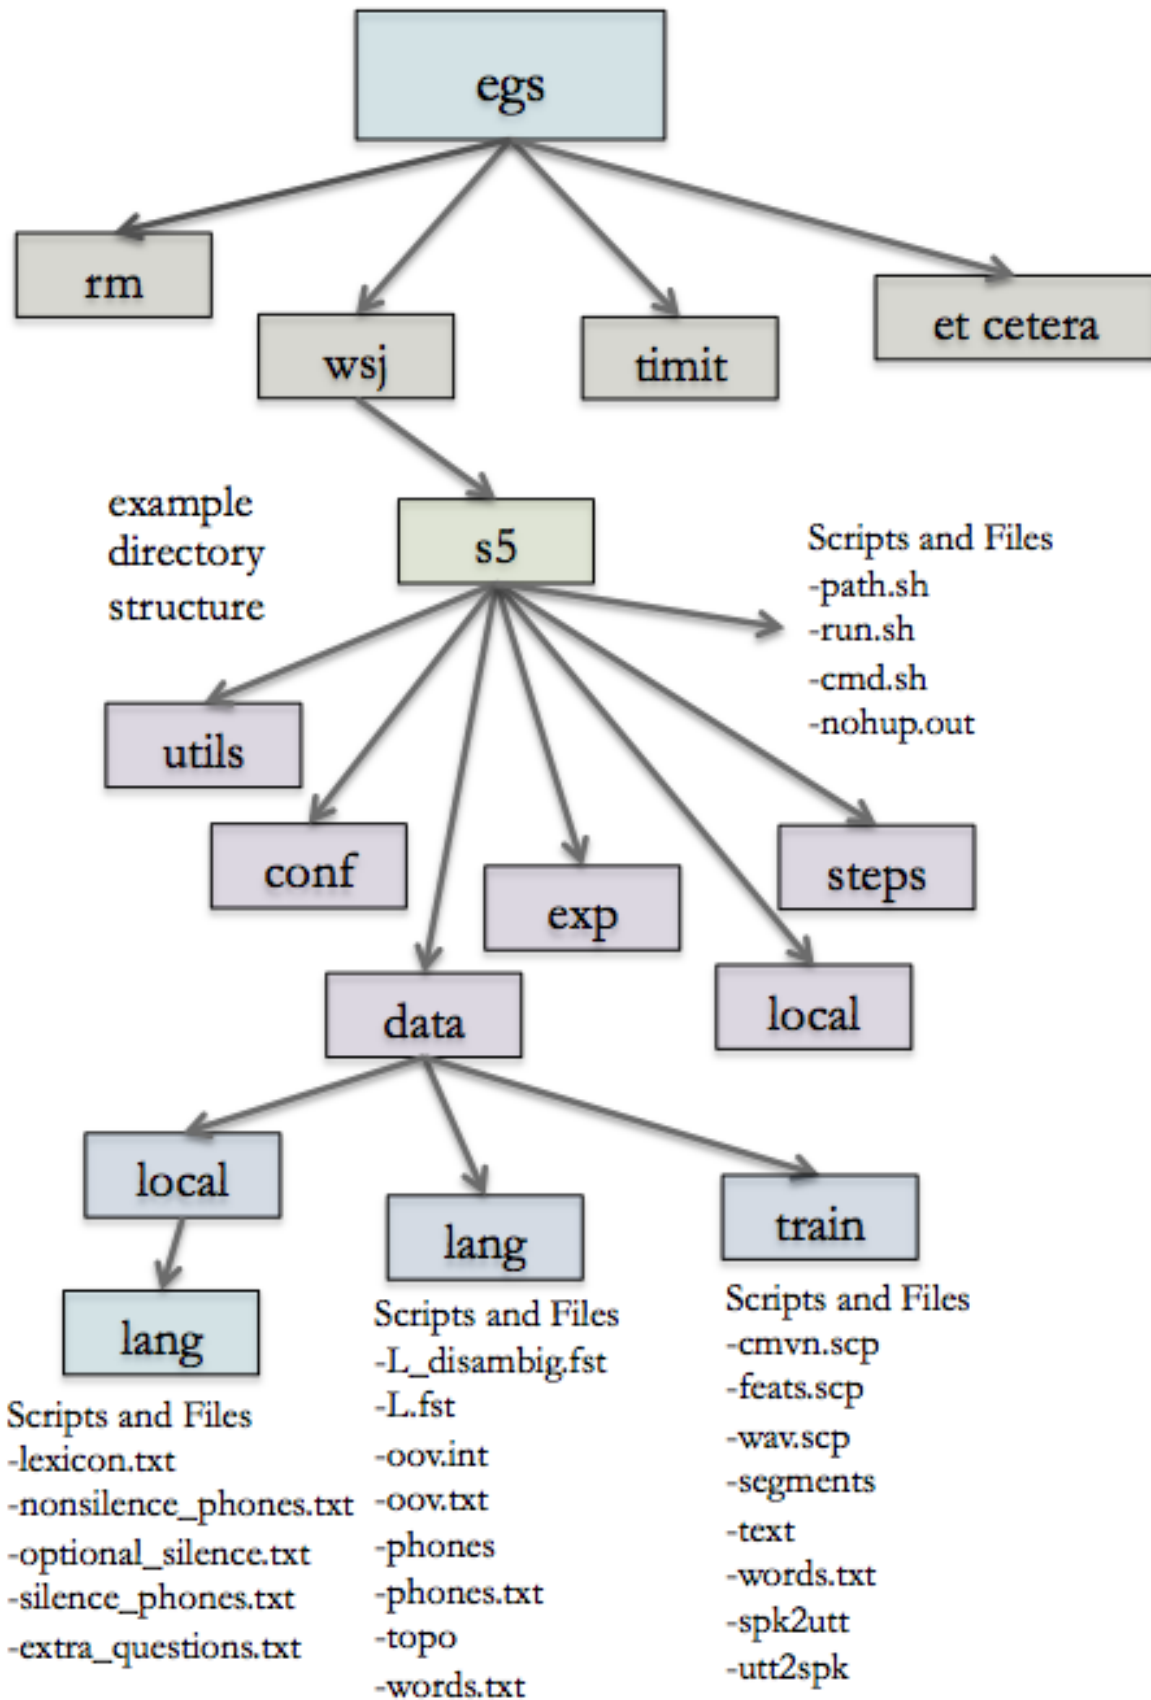 egs
rm
wsj
timit
et cetera
example
directory
structure
s5
Scripts and Files
-path.sh
-run.sh
-cmd.sh
-nohup.out
utils
conf
exp
steps
data
local
local
lang
train
lang
Scripts and Files
-lexicon.txt
-nonsilence_phones.txt
-optional_silence.txt
-silence_phones.txt
-extra_questions.txt
Scripts and Files
-L_disambig.fst
-L.fst
-oov.int
-oov.txt
-phones
-phones.txt
-topo
-words.txt
Scripts and Files
-cmvn.scp
-feats.scp
-wav.scp
-segments
-text
-words.txt
-spk2utt
-utt2spk